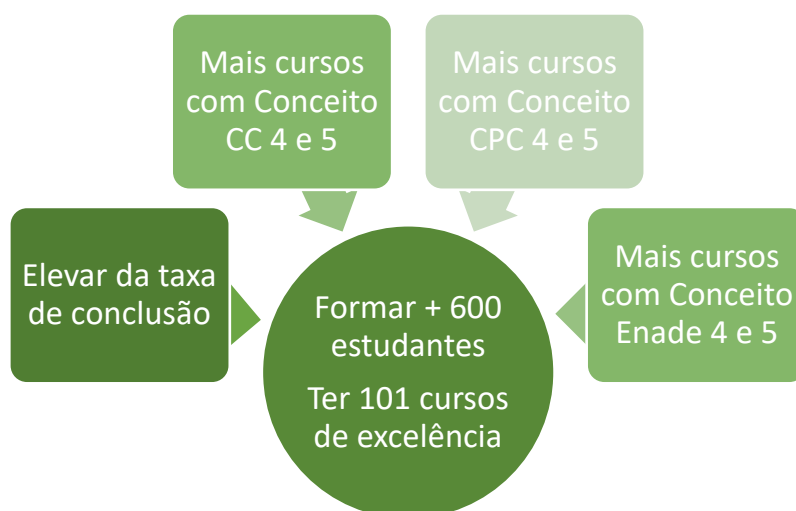 Mais cursos
com Conceito
CC 4 e 5
Mais cursos
com Conceito
CPC 4 e 5
Elevar da taxa
de conclusão
Mais cursos
com Conceito
Enade 4 e 5
Formar + 600
estudantes
Ter 101 cursos
de excelência